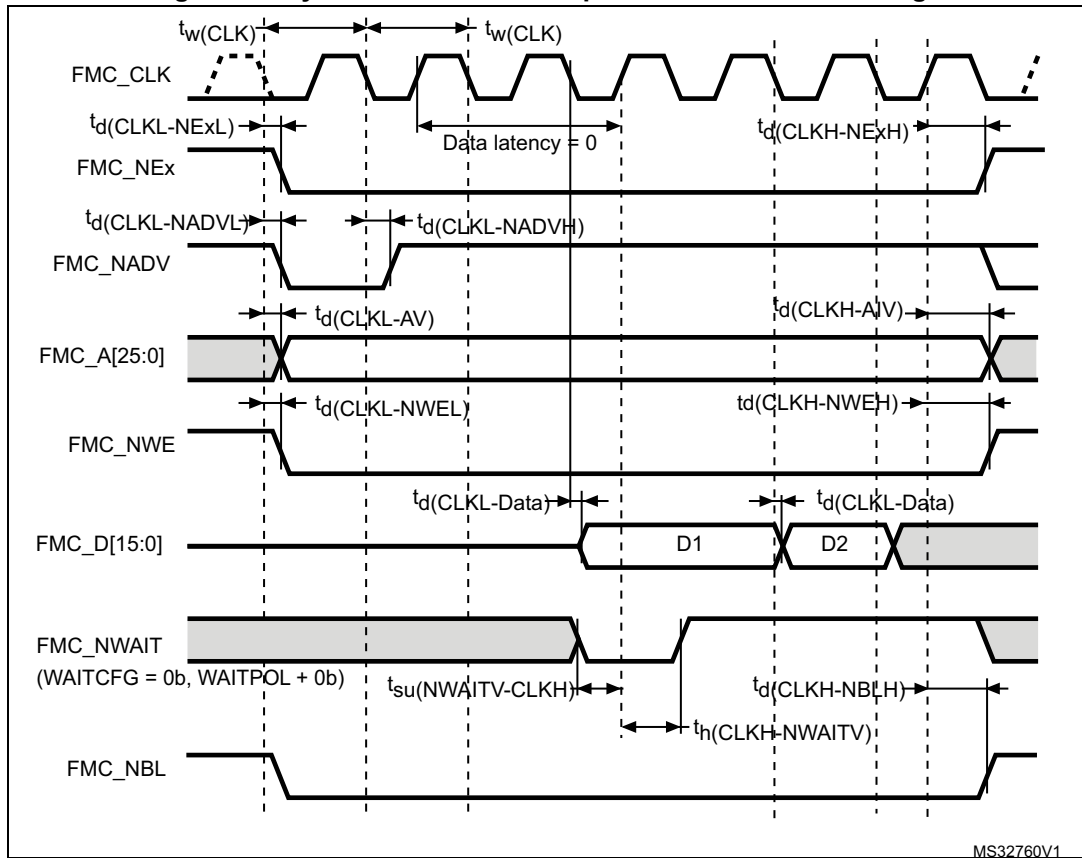 tw(CLK) tw(CLK)
FMC_CLK
td(CLKL-NExL) Data latency = 0 td(CLKH-NExH)
FMC_NEx
td(CLKL-NADVL) td(CLKL-NADVH)
FMC_NADV
td(CLKL-AV) td(CLKH-AIV)
FMC_A[25:0]
td(CLKL-NWEL) td(CLKH-NWEH)
FMC_NWE
td(CLKL-Data) td(CLKL-Data)
FMC_D[15:0] D1 D2
FMC_NWAIT
(WAITCFG = 0b, WAITPOL + 0b)
tsu(NWAITV-CLKH) td(CLKH-NBLH)
th(CLKH-NWAITV)
FMC_NBL
MS32760V1